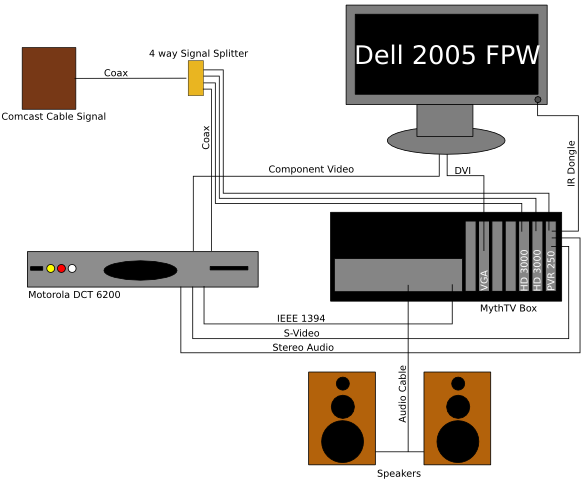 4 way Signal Splitter
Dell 2005 FPW
Coax
Comcast Cable Signal
Coax
IR Dongle
Component Video
DVI
VGA
HD 3000
HD 3000
PVR 250
Motorola DCT 6200
MythTV Box
IEEE 1394
S-Video
Stereo Audio
Audio Cable
Speakers